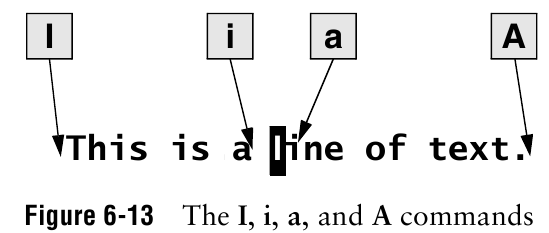 I i a A
This is a line of text.
Figure 6-13 The I, i, a, and A commands